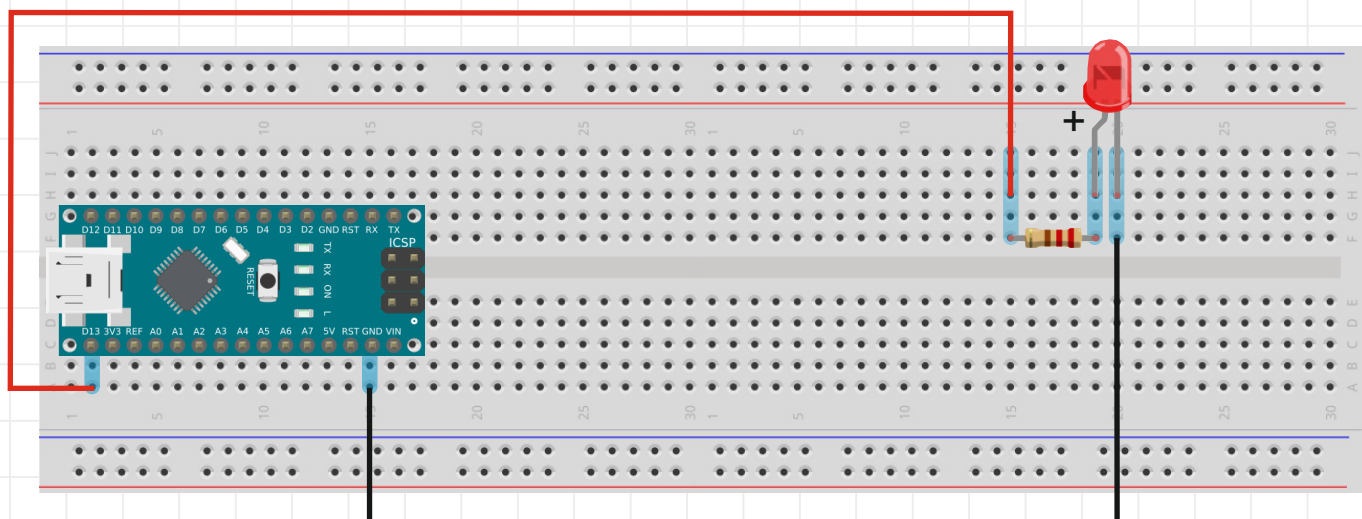 +
1 5 10 15 20 25 30 1 5 10 15 20 25 30
J J
I I
H H
G G
F F
D12 D11 D10 D9 D8 D7 D6 D5 D4 D3 D2 GND RST RX TX
ICSP
TX
RX
RESET
ON
L
D13 3V3 REF A0 A1 A2 A3 A4 A5 A6 A7 5V RST GND VIN
E
D D
C C
B B
A
1 5 10 15 20 25 30 1 5 10 15 20 25 30